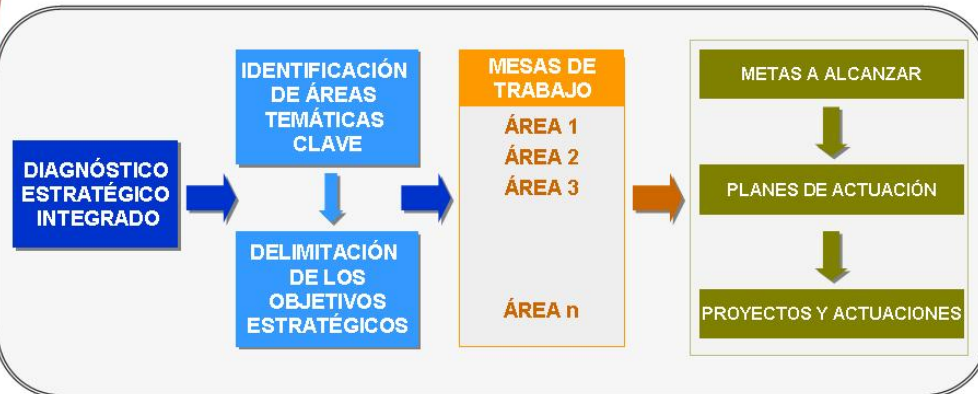 DIAGNÓSTICO
ESTRATÉGICO
INTEGRADO
IDENTIFICACIÓN
DE ÁREAS
TEMÁTICAS
CLAVE
DELIMITACIÓN
DE LOS
OBJETIVOS
ESTRATÉGICOS
MESAS DE
TRABAJO
ÁREA 1
ÁREA 2
ÁREA 3
ÁREA n
METAS A ALCANZAR
PLANES DE ACTUACIÓN
PROYECTOS Y ACTUACIONES